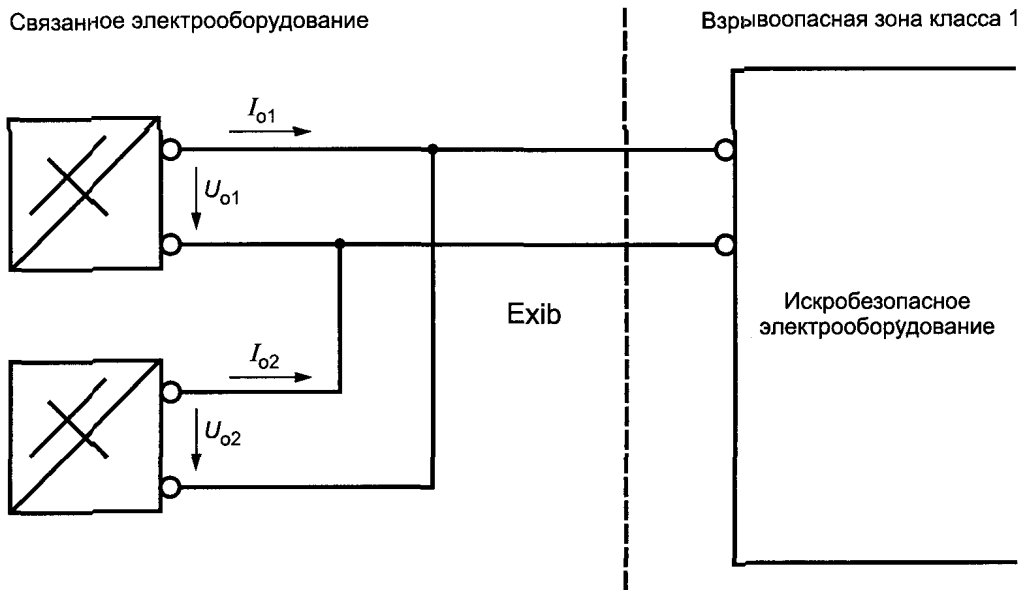 Связанное электрооборудование
Взрывоопасная зона класса 1
Io1
Uo1
Exib
Искробезопасное
электрооборудование
Io2
Uo2